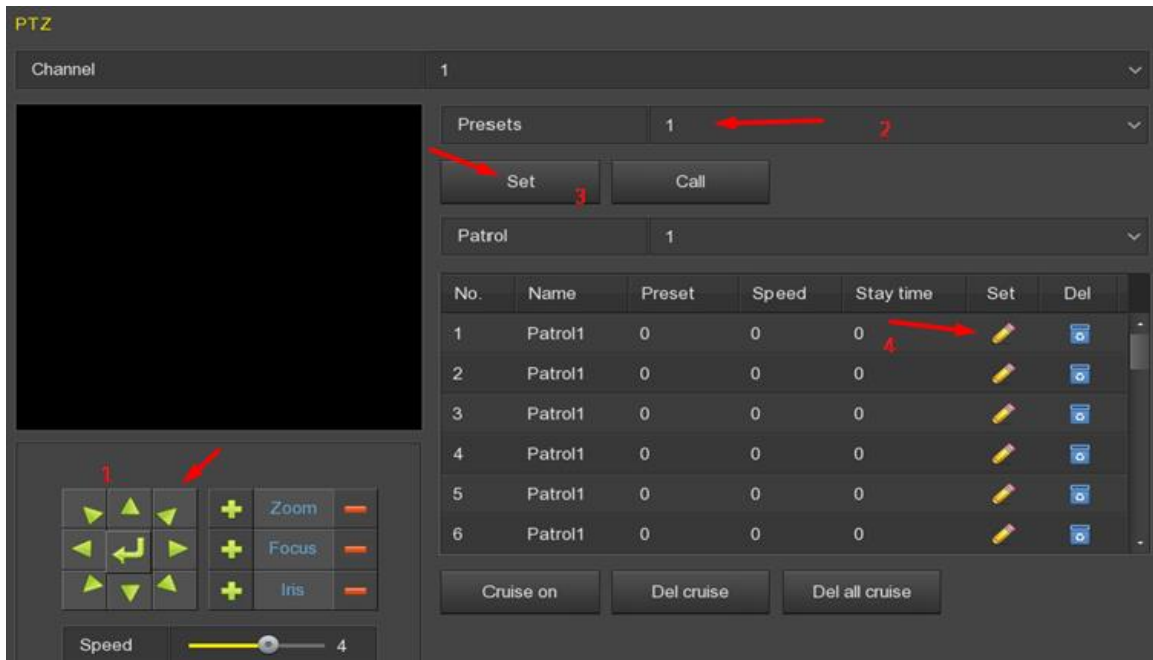 PTZ
Channel 1
Presets 1 2
Set 3 Call
Patrol 1
No. Name Preset Speed Stay time Set Del
1 Patrol1 0 0 0 4
2 Patrol1 0 0 0
3 Patrol1 0 0 0
4 Patrol1 0 0 0
5 Patrol1 0 0 0
6 Patrol1 0 0 0
1
Zoom
Focus
Iris
Speed 4
Cruise on Del cruise Del all cruise